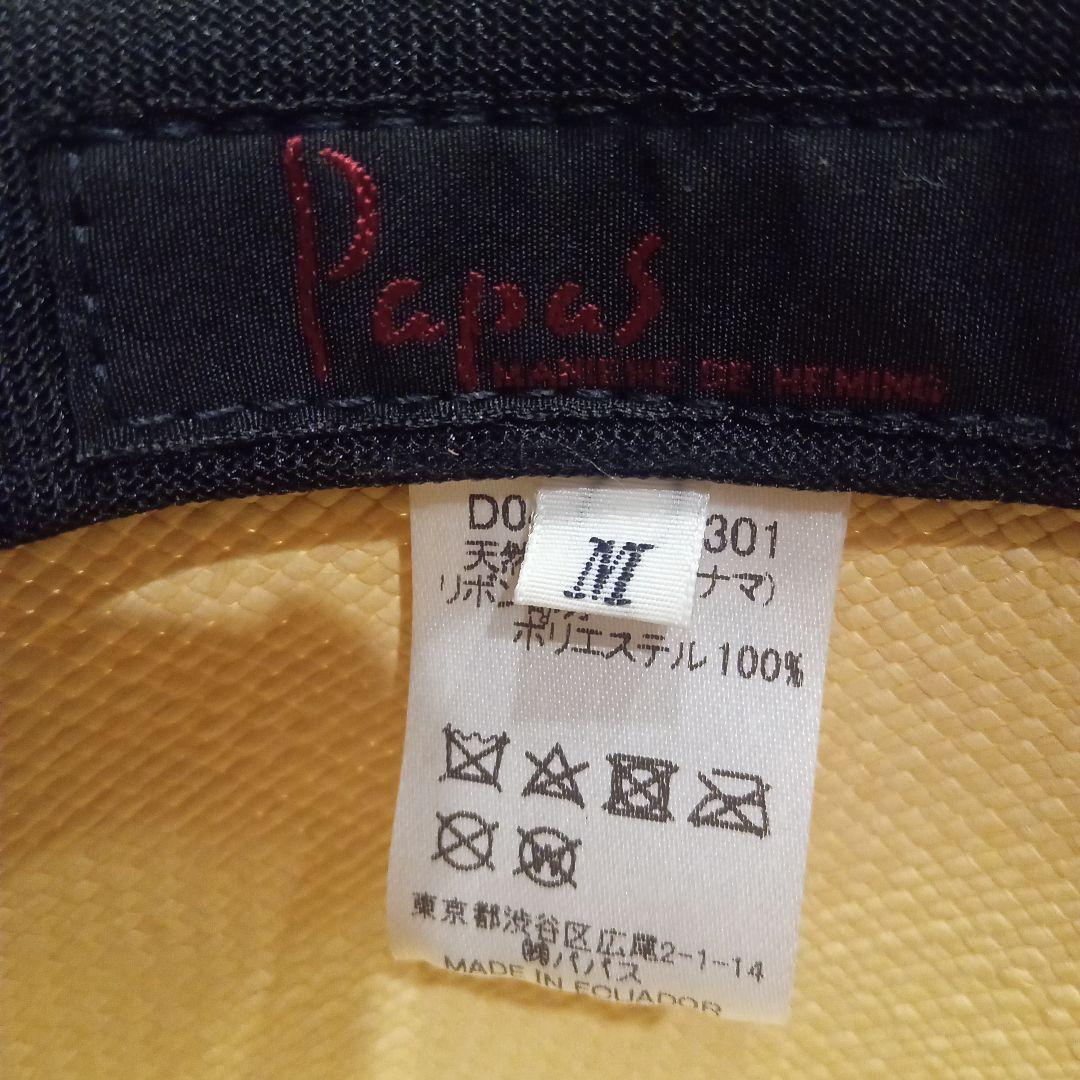 Papas
MANIERE DE HEMING
D0 301
M
天然 ナマ)
リボン部分
ポリエステル100%
W
東京都渋谷区広尾2-1-14
㈱パパス
MADE IN ECUADOR